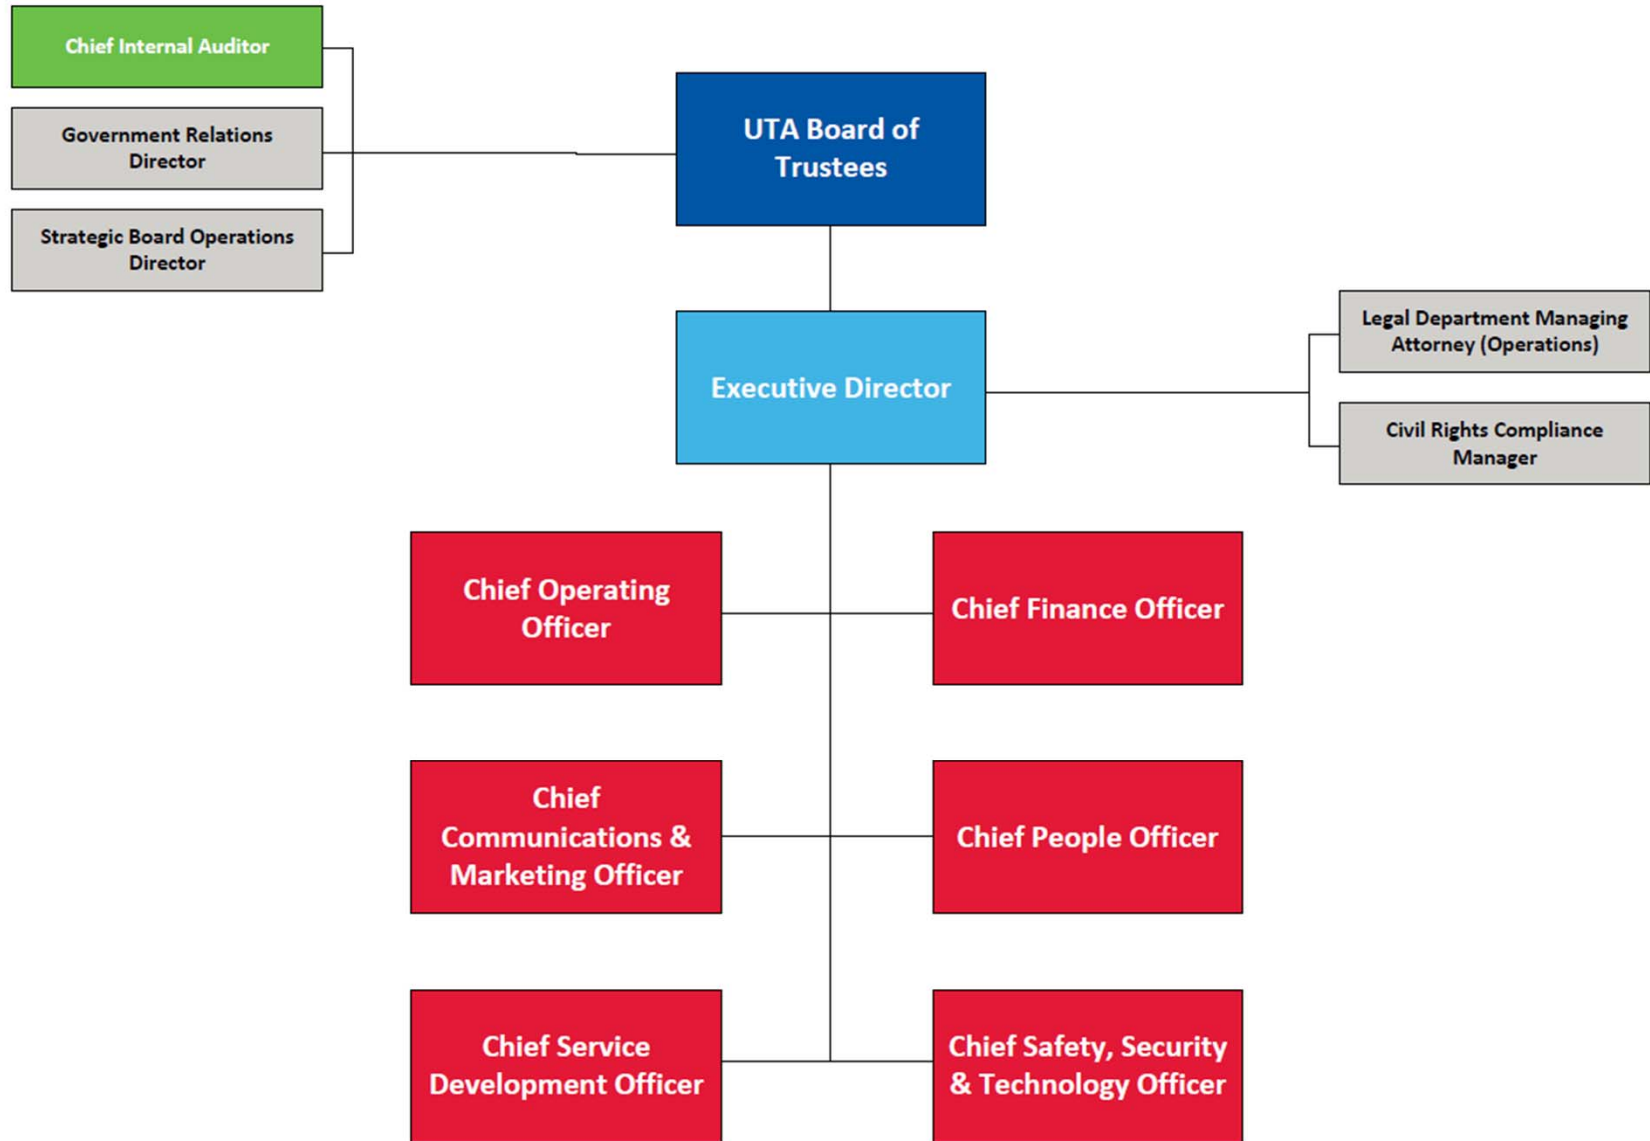 Chief Internal Auditor
Government Relations
Director
Strategic Board Operations
Director
UTA Board of
Trustees
Executive Director
Legal Department Managing
Attorney (Operations)
Civil Rights Compliance
Manager
Chief Operating
Officer
Chief Finance Officer
Chief
Communications &
Marketing Officer
Chief People Officer
Chief Service
Development Officer
Chief Safety, Security
& Technology Officer